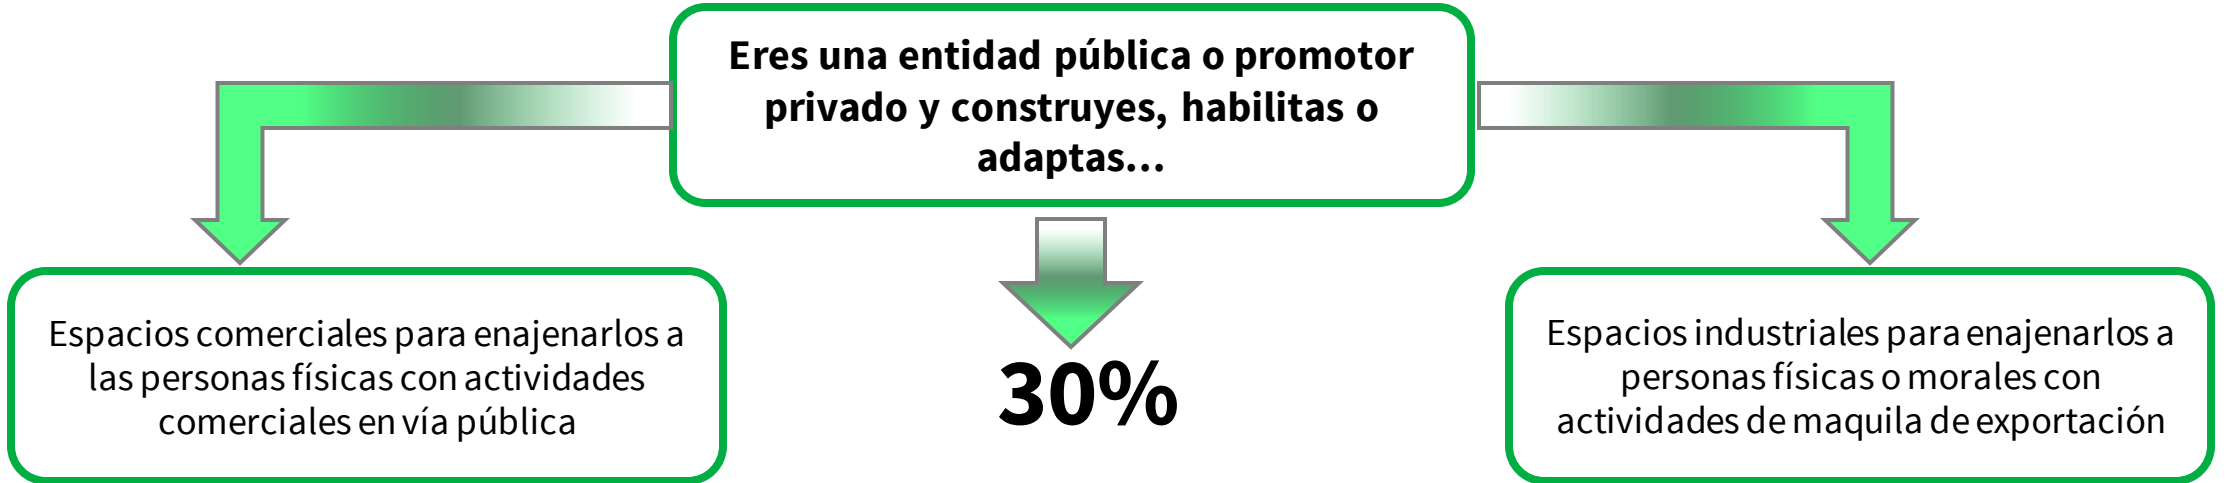 Eres una entidad pública o promotor
privado y construyes, habilitas o
adaptas...
Espacios comerciales para enajenarlos a
las personas físicas con actividades
comerciales en vía pública
30%
Espacios industriales para enajenarlos a
personas físicas o morales con
actividades de maquila de exportación